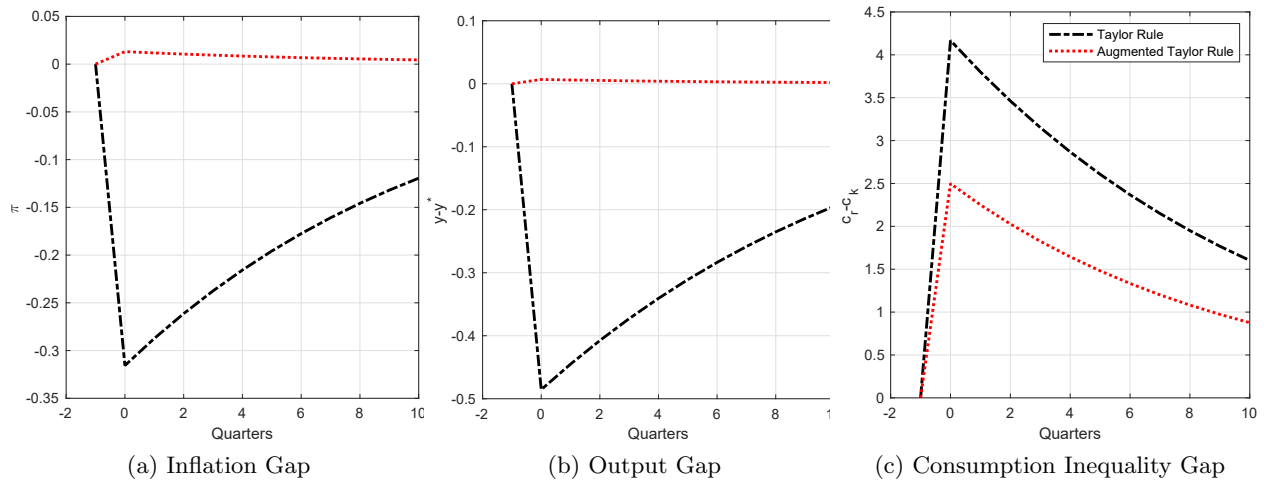 0.05
0
-0.05
-0.1
-0.15
-0.2
-0.25
-0.3
-0.35
π
-2 0 2 4 6 8 10
Quarters
(a) Inflation Gap
0.1
0
-0.1
-0.2
-0.3
-0.4
-0.5
y-y*
-2 0 2 4 6 8 10
Quarters
(b) Output Gap
4.5
4
3.5
3
2.5
2
1.5
1
0.5
0
c_r-c_k
Taylor Rule
Augmented Taylor Rule
-2 0 2 4 6 8 10
Quarters
(c) Consumption Inequality Gap